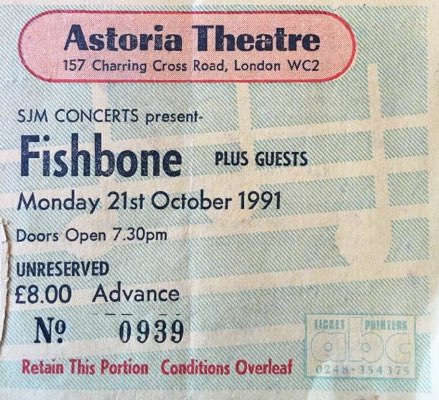 Astoria Theatre
157 Charring Cross Road, London WC2
SJM CONCERTS present-
Fishbone PLUS GUESTS
Monday 21st October 1991
Doors Open 7.30pm
UNRESERVED
£8.00 Advance
Nº 0939
TICKET PRINTERS
abc
0248-354375
Retain This Portion Conditions Overleaf